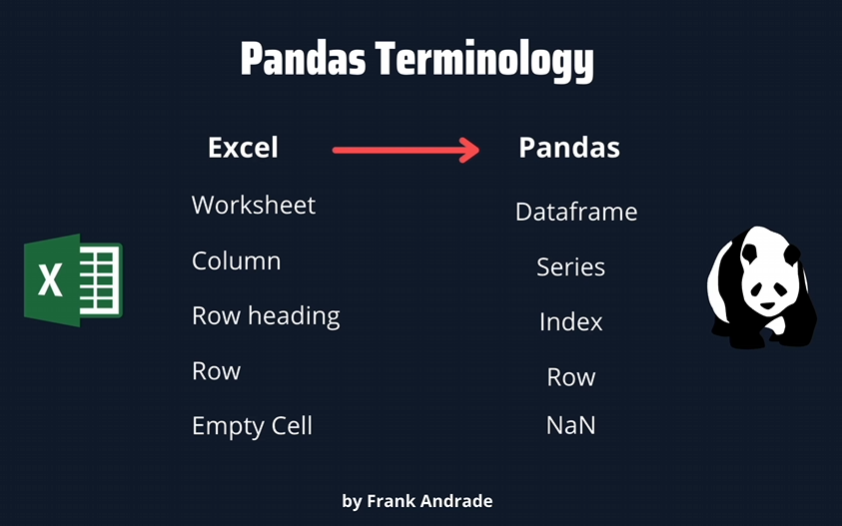 Pandas Terminology
Excel Pandas
Worksheet Dataframe
Column Series
Row heading Index
Row Row
Empty Cell NaN
X
by Frank Andrade